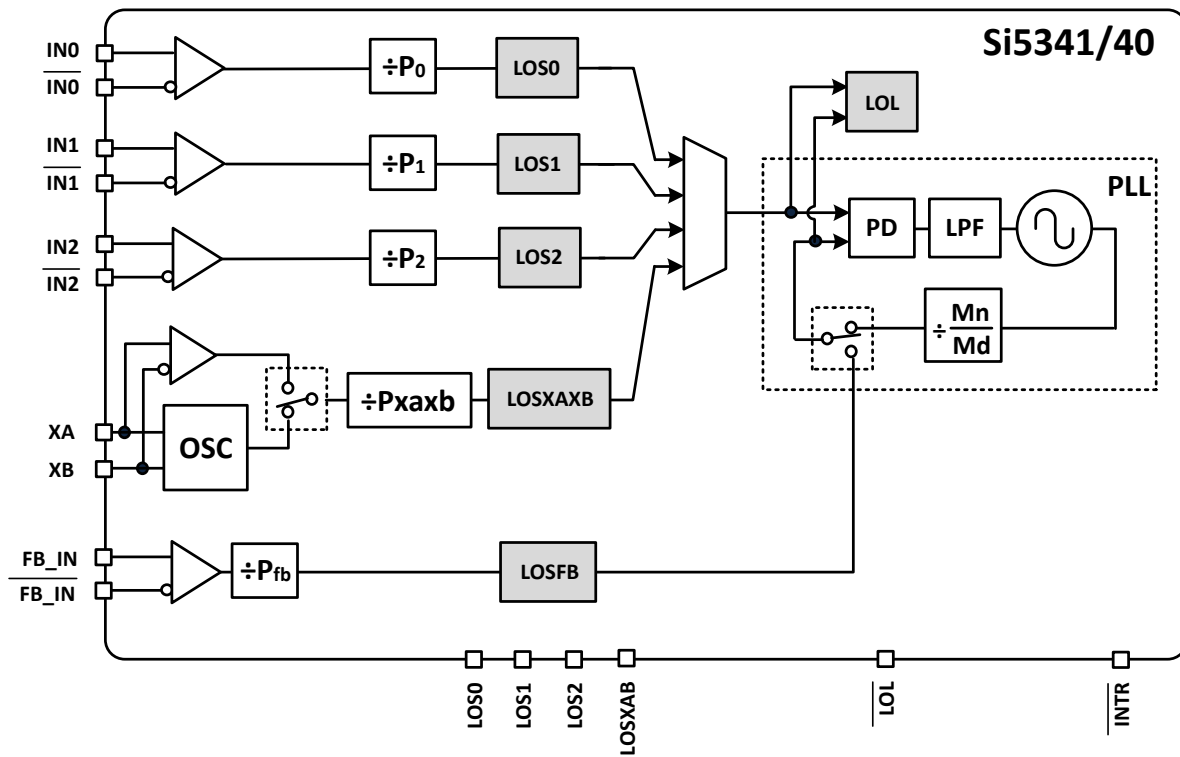 Si5341/40
IN0
IN0
÷P0
LOS0
LOL
IN1
IN1
÷P1
LOS1
PLL
IN2
IN2
÷P2
LOS2
PD
LPF
÷ Mn
Md
XA
XB
OSC
÷Pxaxb
LOSXAXB
FB_IN
FB_IN
÷Pfb
LOSFB
LOS0
LOS1
LOS2
LOSXAB
LOL
INTR